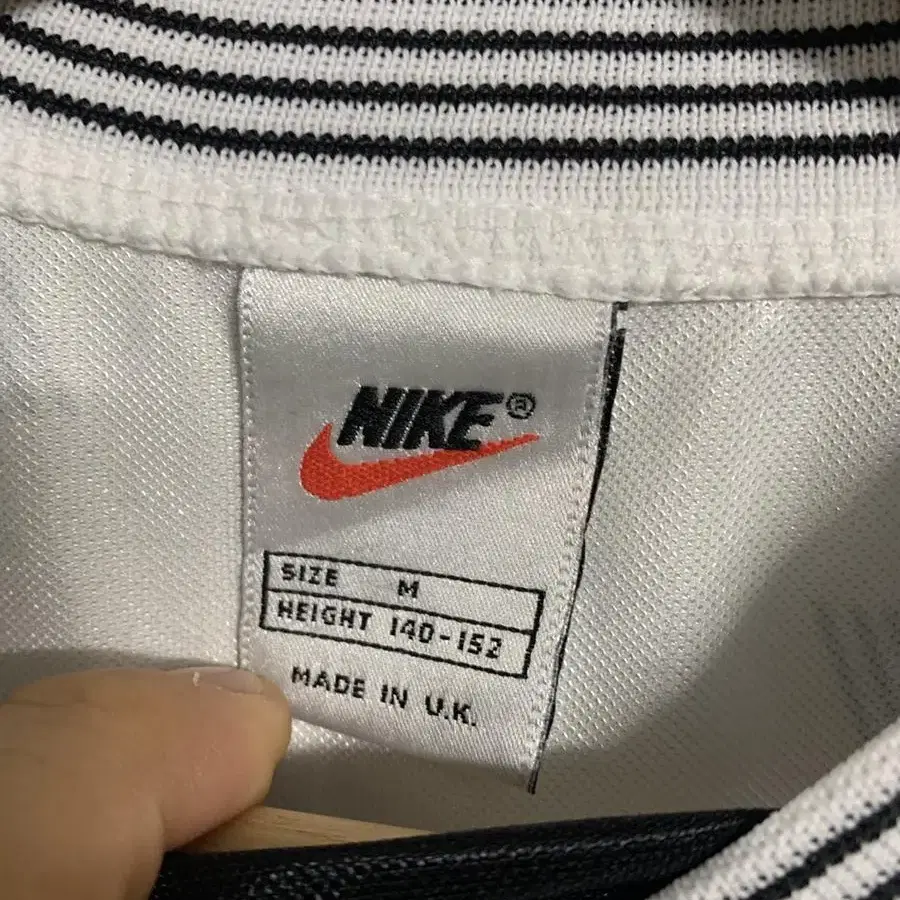 NIKE®
SIZE M
HEIGHT 140-152
MADE IN U.K.